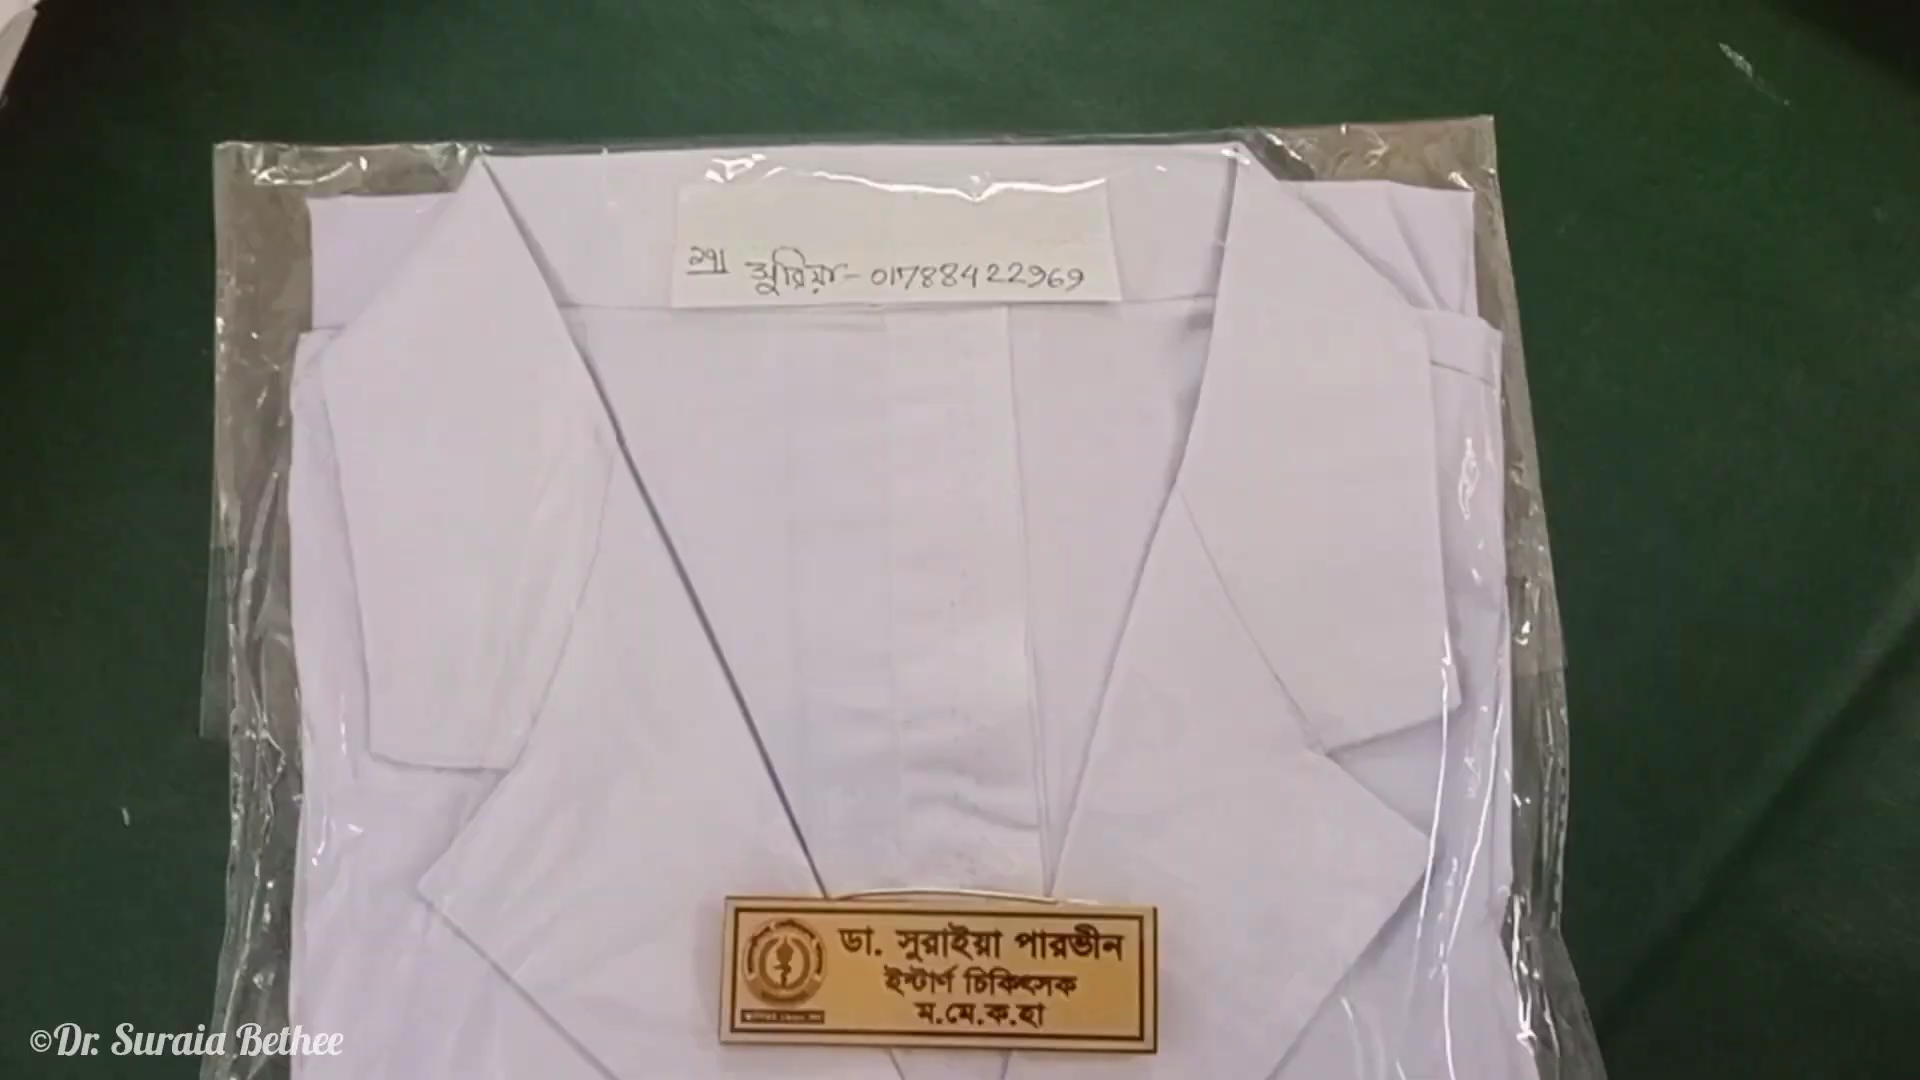 সুরিয়া - 01788422969
ডা. সুরাইয়া পারভীন
ইন্টার্ণ চিকিৎসক
ম.মে.ক.হা
©Dr. Suraia Bethee